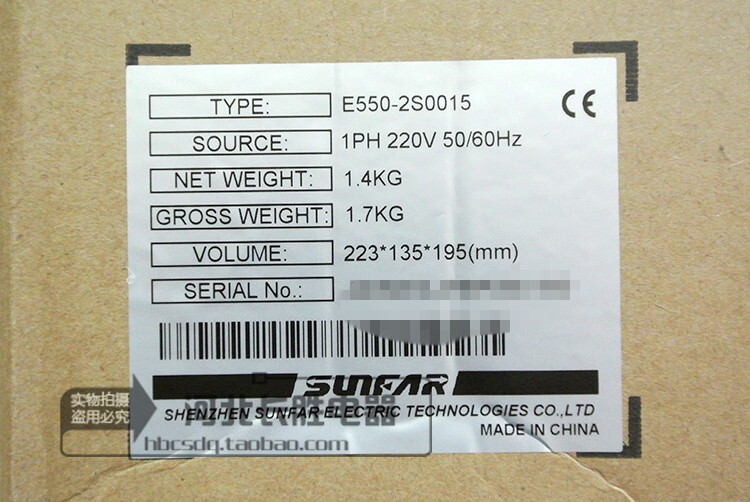 TYPE: E550-2S0015
CE
SOURCE: 1PH 220V 50/60Hz
NET WEIGHT: 1.4KG
GROSS WEIGHT: 1.7KG
VOLUME: 223*135*195(mm)
SERIAL No.:
SUNFAR
SHENZHEN SUNFAR ELECTRIC TECHNOLOGIES CO.,LTD
MADE IN CHINA
实物拍摄
盗用必究
河北长胜电器
hbcsdq.taobao.com